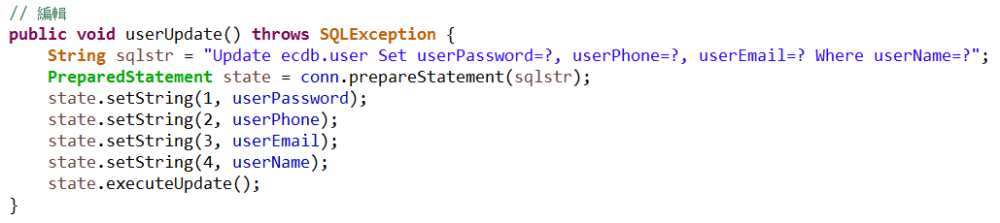 // 編輯
public void userUpdate() throws SQLException {
    String sqlstr = "Update ecdb.user Set userPassword=?, userPhone=?, userEmail=? Where userName=?";
    PreparedStatement state = conn.prepareStatement(sqlstr);
    state.setString(1, userPassword);
    state.setString(2, userPhone);
    state.setString(3, userEmail);
    state.setString(4, userName);
    state.executeUpdate();
}